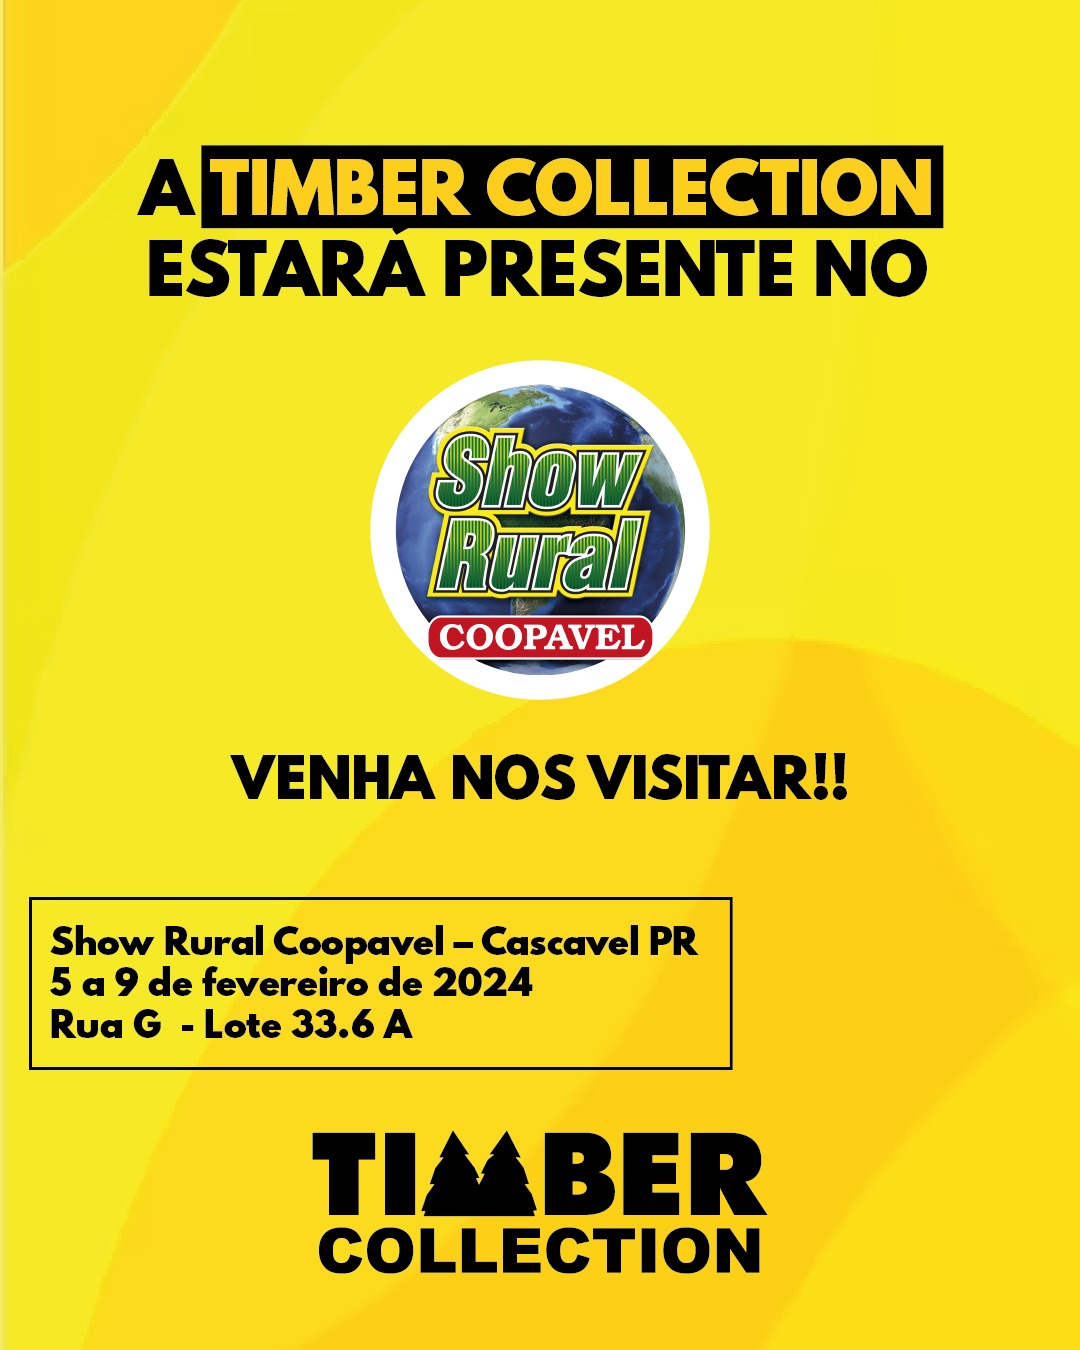 A TIMBER COLLECTION
ESTARÁ PRESENTE NO
Show
Rural
COOPAVEL
VENHA NOS VISITAR!!
Show Rural Coopavel – Cascavel PR
5 a 9 de fevereiro de 2024
Rua G  - Lote 33.6 A
TIMBER
COLLECTION